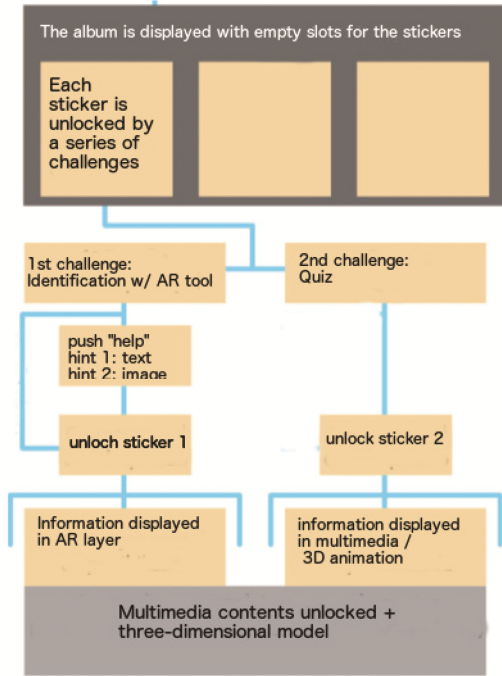 The album is displayed with empty slots for the stickers
Each
sticker is
unlocked by
a series of
challenges
1st challenge:
Identification w/ AR tool
2nd challenge:
Quiz
push "help"
hint 1: text
hint 2: image
unloch sticker 1
unlock sticker 2
Information displayed
in AR layer
information displayed
in multimedia /
3D animation
Multimedia contents unlocked +
three-dimensional model